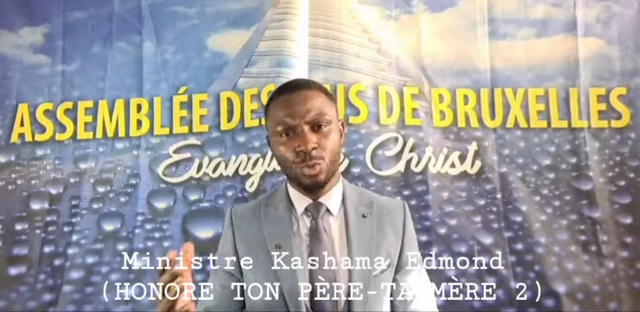 ASSEMBLÉE DES DE BRUXELLES
Christ
Ministre Kashama Edmond
(HONORE TON PÈRE-TA MÈRE 2)